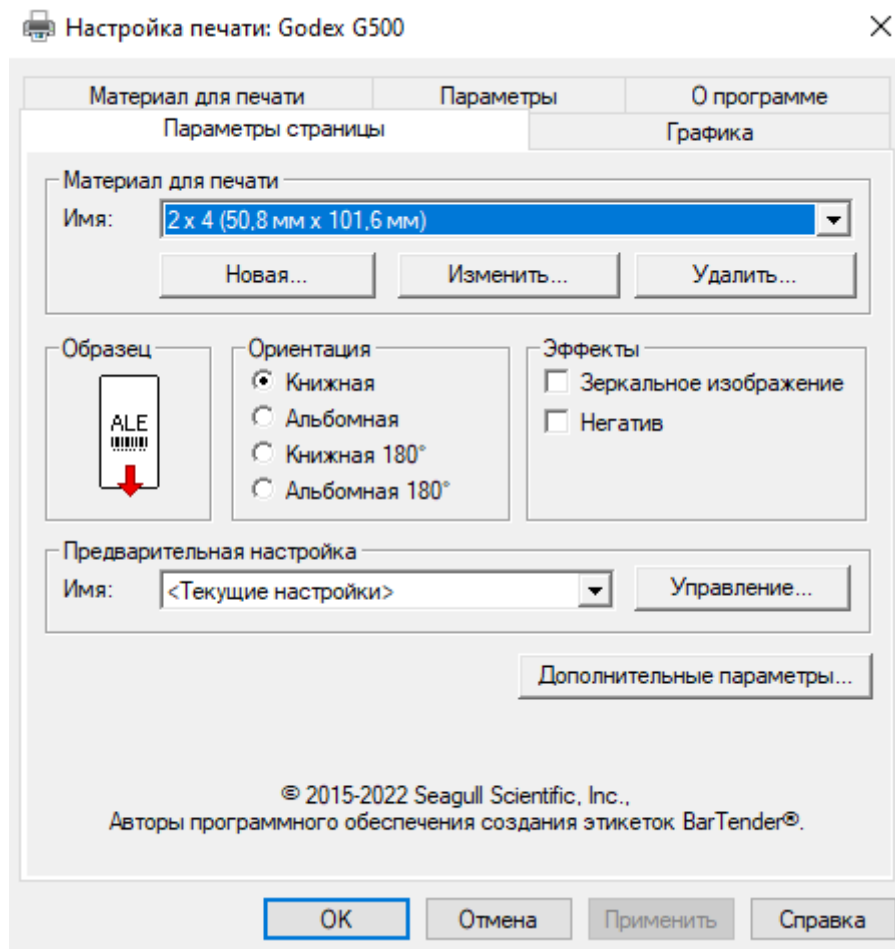 Настройка печати: Godex G500
Материал для печати
Параметры
О программе
Параметры страницы
Графика
Материал для печати
Имя:
2 x 4 (50,8 мм x 101,6 мм)
Новая...
Изменить...
Удалить...
Образец
ALE
Ориентация
Книжная
Альбомная
Книжная 180°
Альбомная 180°
Эффекты
Зеркальное изображение
Негатив
Предварительная настройка
Имя:
<Текущие настройки>
Управление...
Дополнительные параметры...
© 2015-2022 Seagull Scientific, Inc.,
Авторы программного обеспечения создания этикеток BarTender®.
OK
Отмена
Применить
Справка